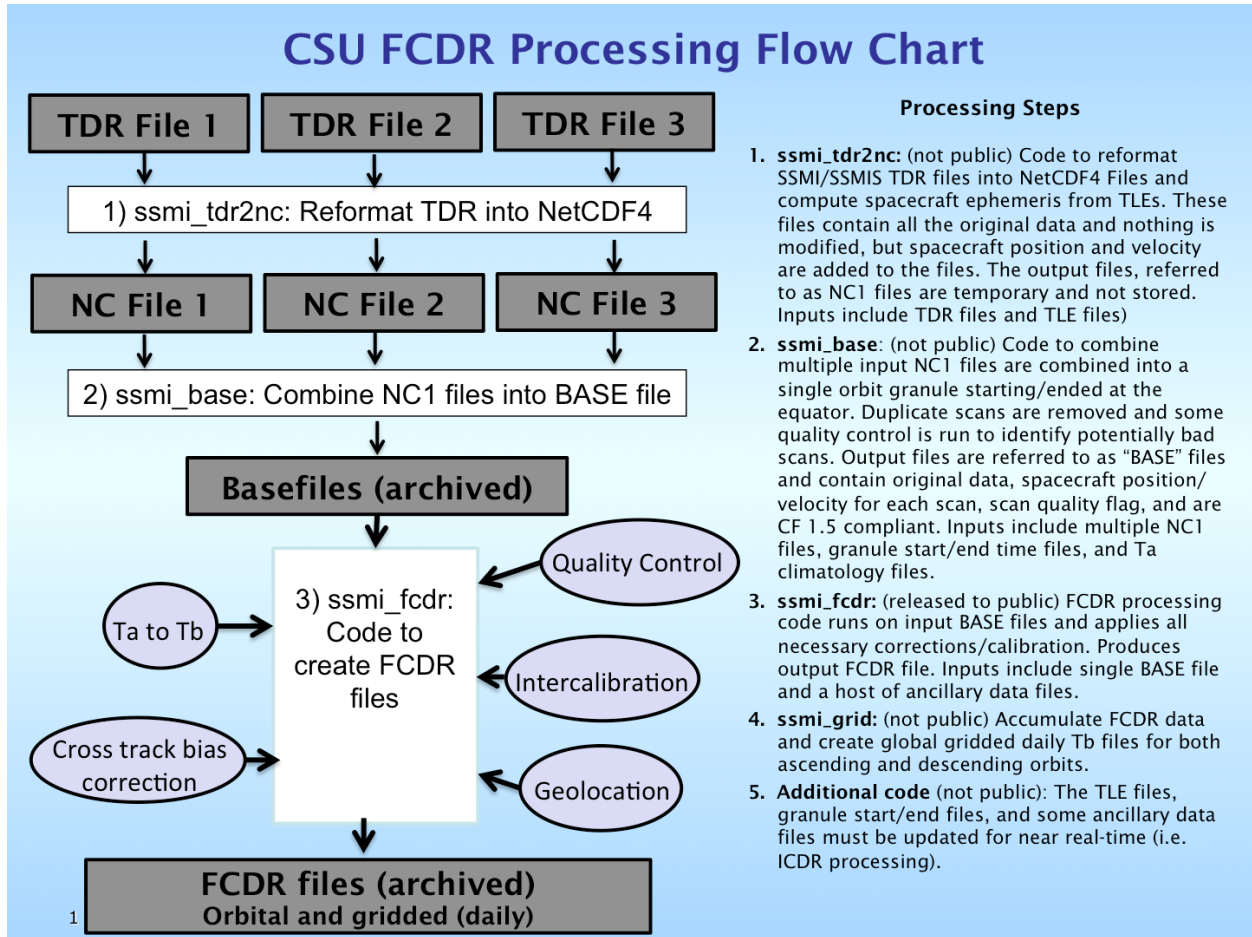 CSU FCDR Processing Flow Chart
TDR File 1
TDR File 2
TDR File 3
1) ssmi_tdr2nc: Reformat TDR into NetCDF4
NC File 1
NC File 2
NC File 3
2) ssmi_base: Combine NC1 files into BASE file
Basefiles (archived)
Quality Control
3) ssmi_fcdr:
Code to
create FCDR
files
Ta to Tb
Intercalibration
Cross track bias
correction
Geolocation
FCDR files (archived)
Orbital and gridded (daily)
1
Processing Steps
1. ssmi_tdr2nc: (not public) Code to reformat
SSMI/SSMIS TDR files into NetCDF4 Files and
compute spacecraft ephemeris from TLEs. These
files contain all the original data and nothing is
modified, but spacecraft position and velocity
are added to the files. The output files, referred
to as NC1 files are temporary and not stored.
Inputs include TDR files and TLE files)
2. ssmi_base: (not public) Code to combine
multiple input NC1 files are combined into a
single orbit granule starting/ended at the
equator. Duplicate scans are removed and some
quality control is run to identify potentially bad
scans. Output files are referred to as “BASE” files
and contain original data, spacecraft position/
velocity for each scan, scan quality flag, and are
CF 1.5 compliant. Inputs include multiple NC1
files, granule start/end time files, and Ta
climatology files.
3. ssmi_fcdr: (released to public) FCDR processing
code runs on input BASE files and applies all
necessary corrections/calibration. Produces
output FCDR file. Inputs include single BASE file
and a host of ancillary data files.
4. ssmi_grid: (not public) Accumulate FCDR data
and create global gridded daily Tb files for both
ascending and descending orbits.
5. Additional code (not public): The TLE files,
granule start/end files, and some ancillary data
files must be updated for near real-time (i.e.
ICDR processing).